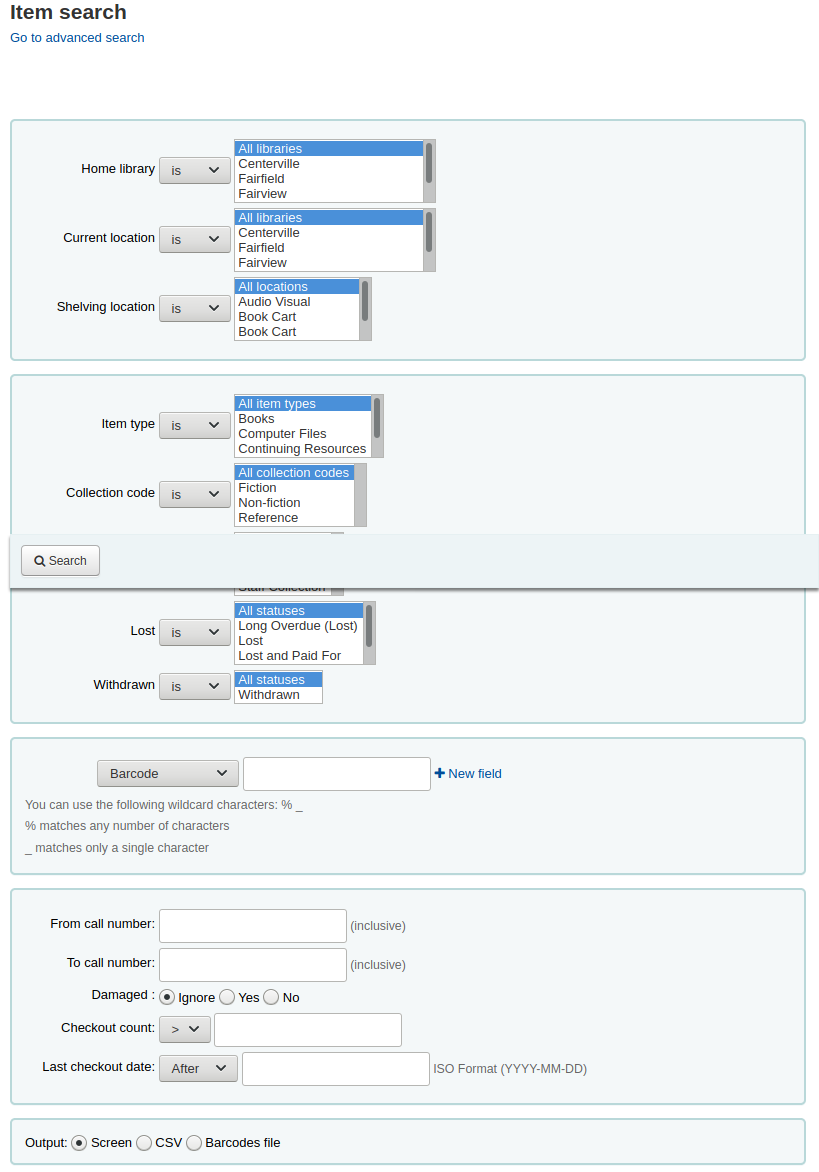 Item search
Go to advanced search
Home library is All libraries
Centerville
Fairfield
Fairview
Current location is All libraries
Centerville
Fairfield
Fairview
Shelving location is All locations
Audio Visual
Book Cart
Book Cart
Item type is All item types
Books
Computer Files
Continuing Resources
Collection code is All collection codes
Fiction
Non-fiction
Reference
Search
Staff Collection
Lost is All statuses
Long Overdue (Lost)
Lost
Lost and Paid For
Withdrawn is All statuses
Withdrawn
Barcode + New field
You can use the following wildcard characters: % _
% matches any number of characters
_ matches only a single character
From call number: (inclusive)
To call number: (inclusive)
Damaged : Ignore Yes No
Checkout count: >
Last checkout date: After ISO Format (YYYY-MM-DD)
Output: Screen CSV Barcodes file